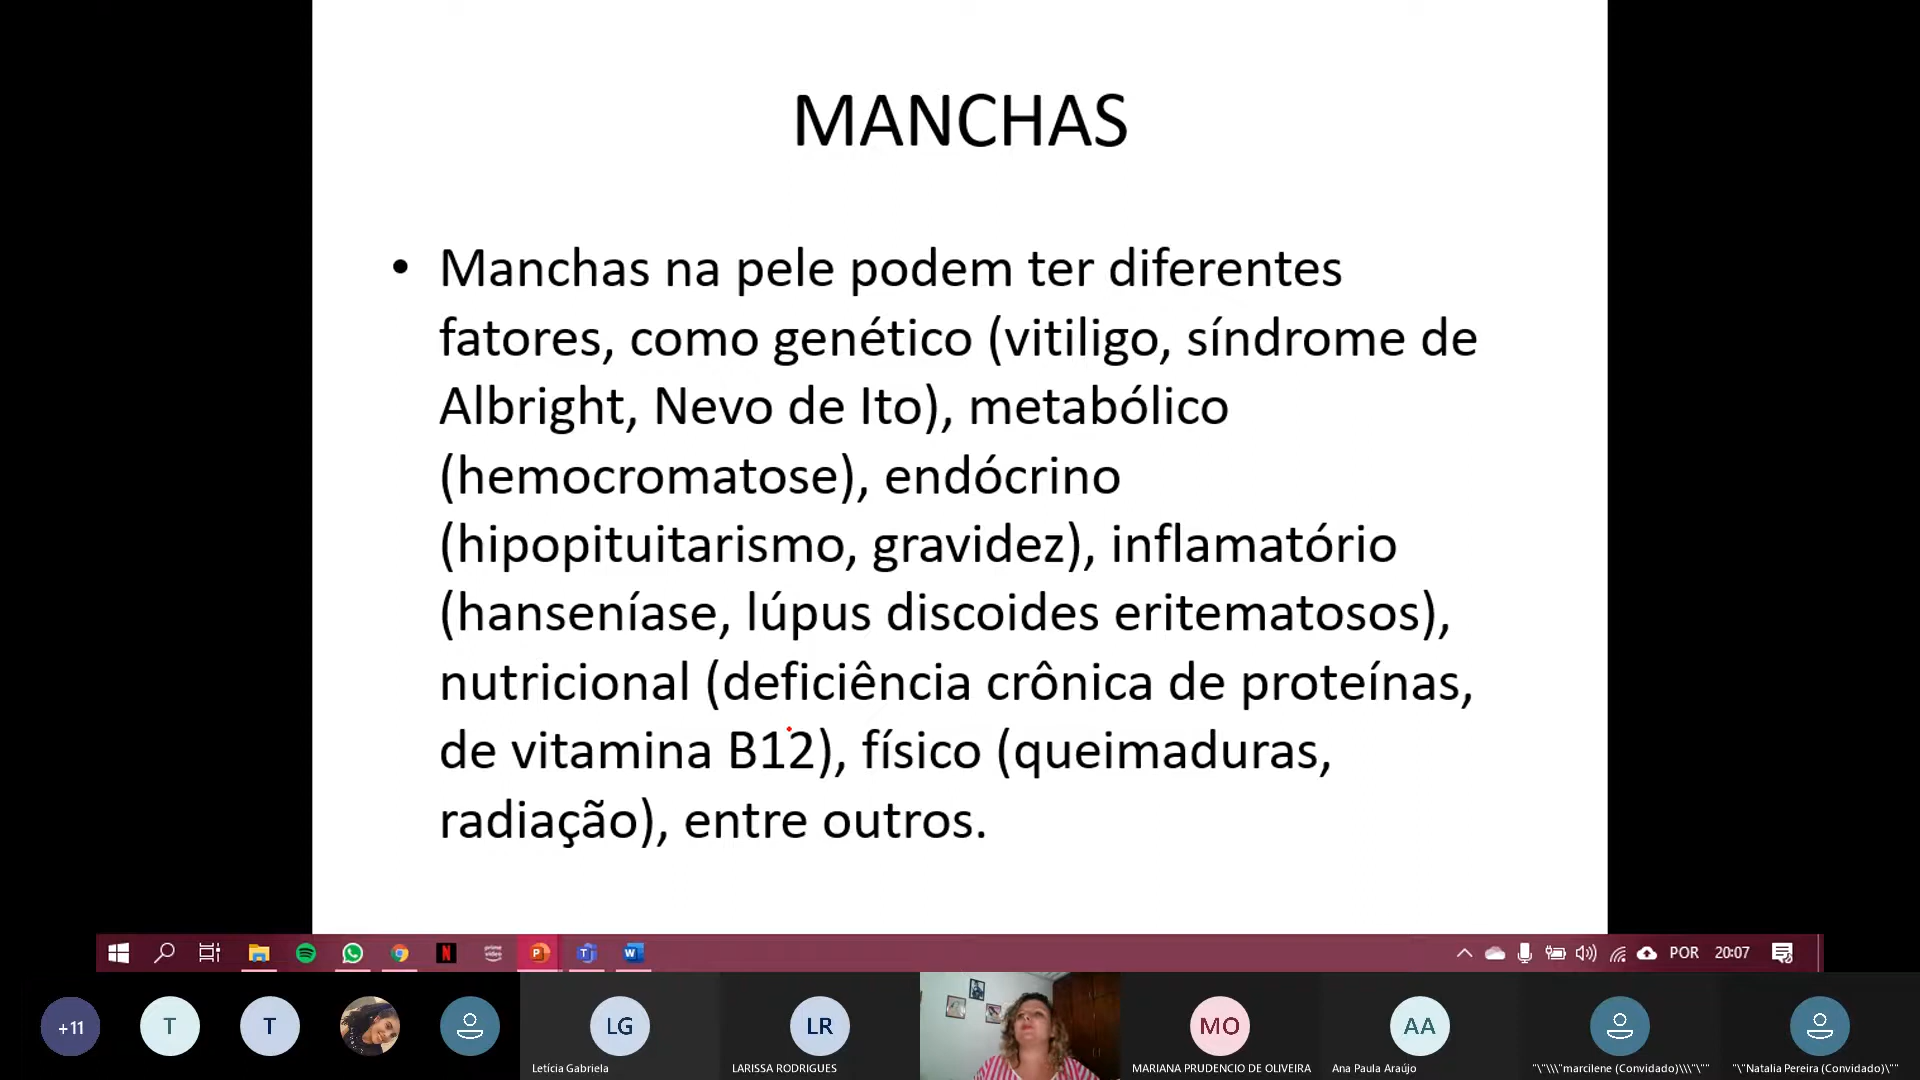 MANCHAS
• Manchas na pele podem ter diferentes
fatores, como genético (vitiligo, síndrome de
Albright, Nevo de Ito), metabólico
(hemocromatose), endócrino
(hipopituitarismo, gravidez), inflamatório
(hanseníase, lúpus discoides eritematosos),
nutricional (deficiência crônica de proteínas,
de vitamina B12), físico (queimaduras,
radiação), entre outros.
POR 20:07
+11 T T LG LR MO AA
Letícia Gabriela LARISSA RODRIGUES MARIANA PRUDENCIO DE OLIVEIRA Ana Paula Araújo "\"\\\"marcilene (Convidado)\\\"\"" "\"Natalia Pereira (Convidado)\""